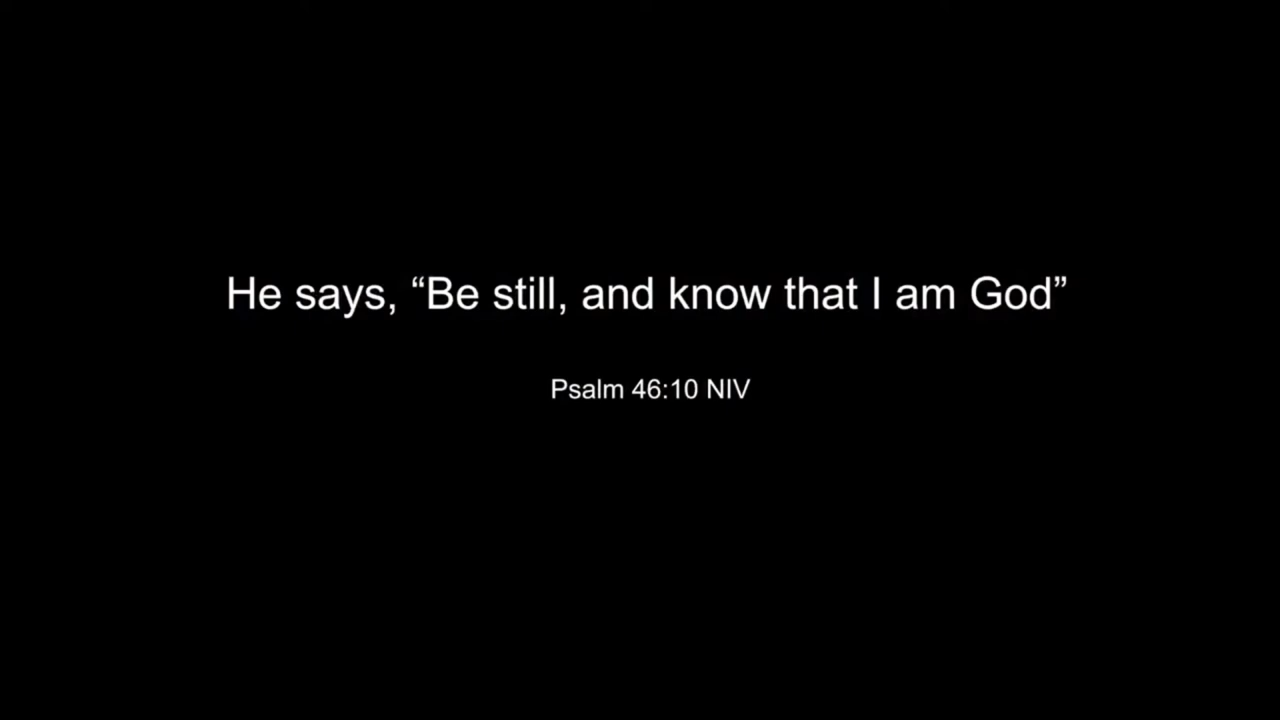 He says, “Be still, and know that I am God”
Psalm 46:10 NIV